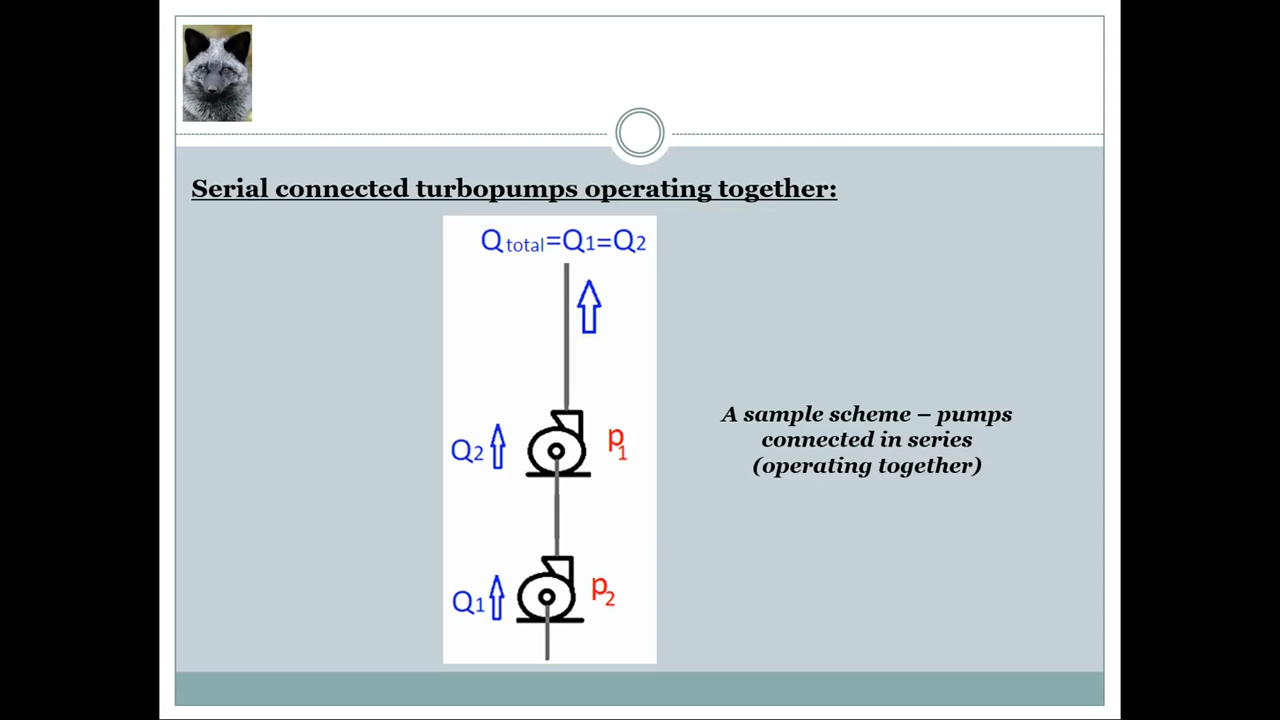 Serial connected turbopumps operating together:
Qtotal=Q1=Q2
Q2
p1
A sample scheme – pumps
connected in series
(operating together)
Q1
p2